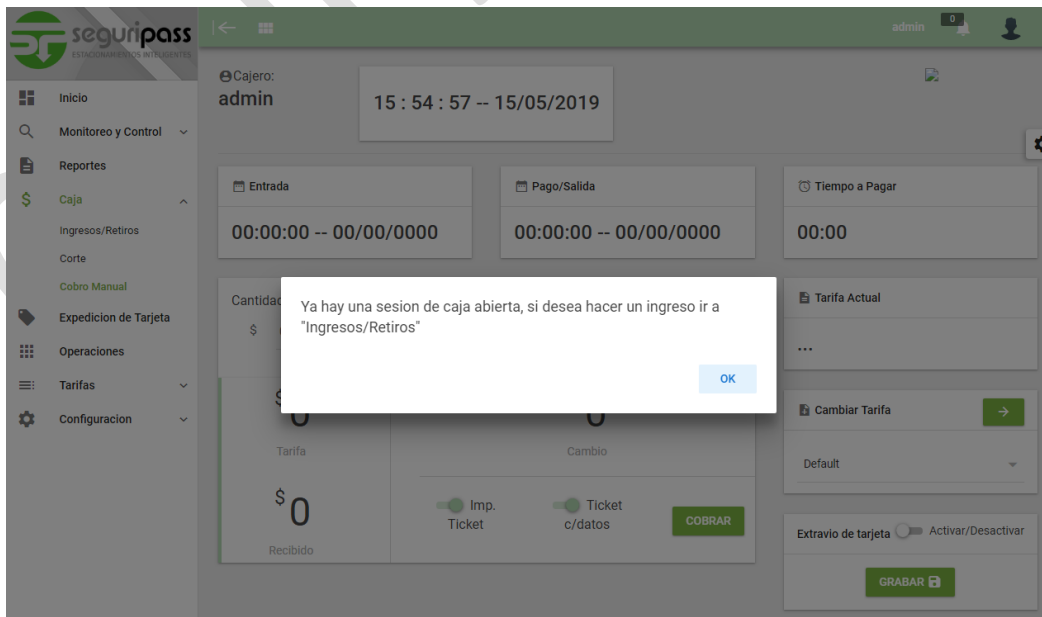 seguripass
ESTACIONAMIENTOS INTELIGENTES
admin
0
Inicio
Monitoreo y Control
Reportes
Caja
Ingresos/Retiros
Corte
Cobro Manual
Expedicion de Tarjeta
Operaciones
Tarifas
Configuracion
Cajero:
admin
15 : 54 : 57 -- 15/05/2019
Entrada
00:00:00 -- 00/00/0000
Pago/Salida
00:00:00 -- 00/00/0000
Tiempo a Pagar
00:00
$
Ya hay una sesion de caja abierta, si desea hacer un ingreso ir a
"Ingresos/Retiros"
OK
$ 0
Tarifa
0
Cambio
$ 0
Recibido
Imp.
Ticket
Ticket
c/datos
COBRAR
Tarifa Actual
...
Cambiar Tarifa
Default
Extravio de tarjeta
Activar/Desactivar
GRABAR